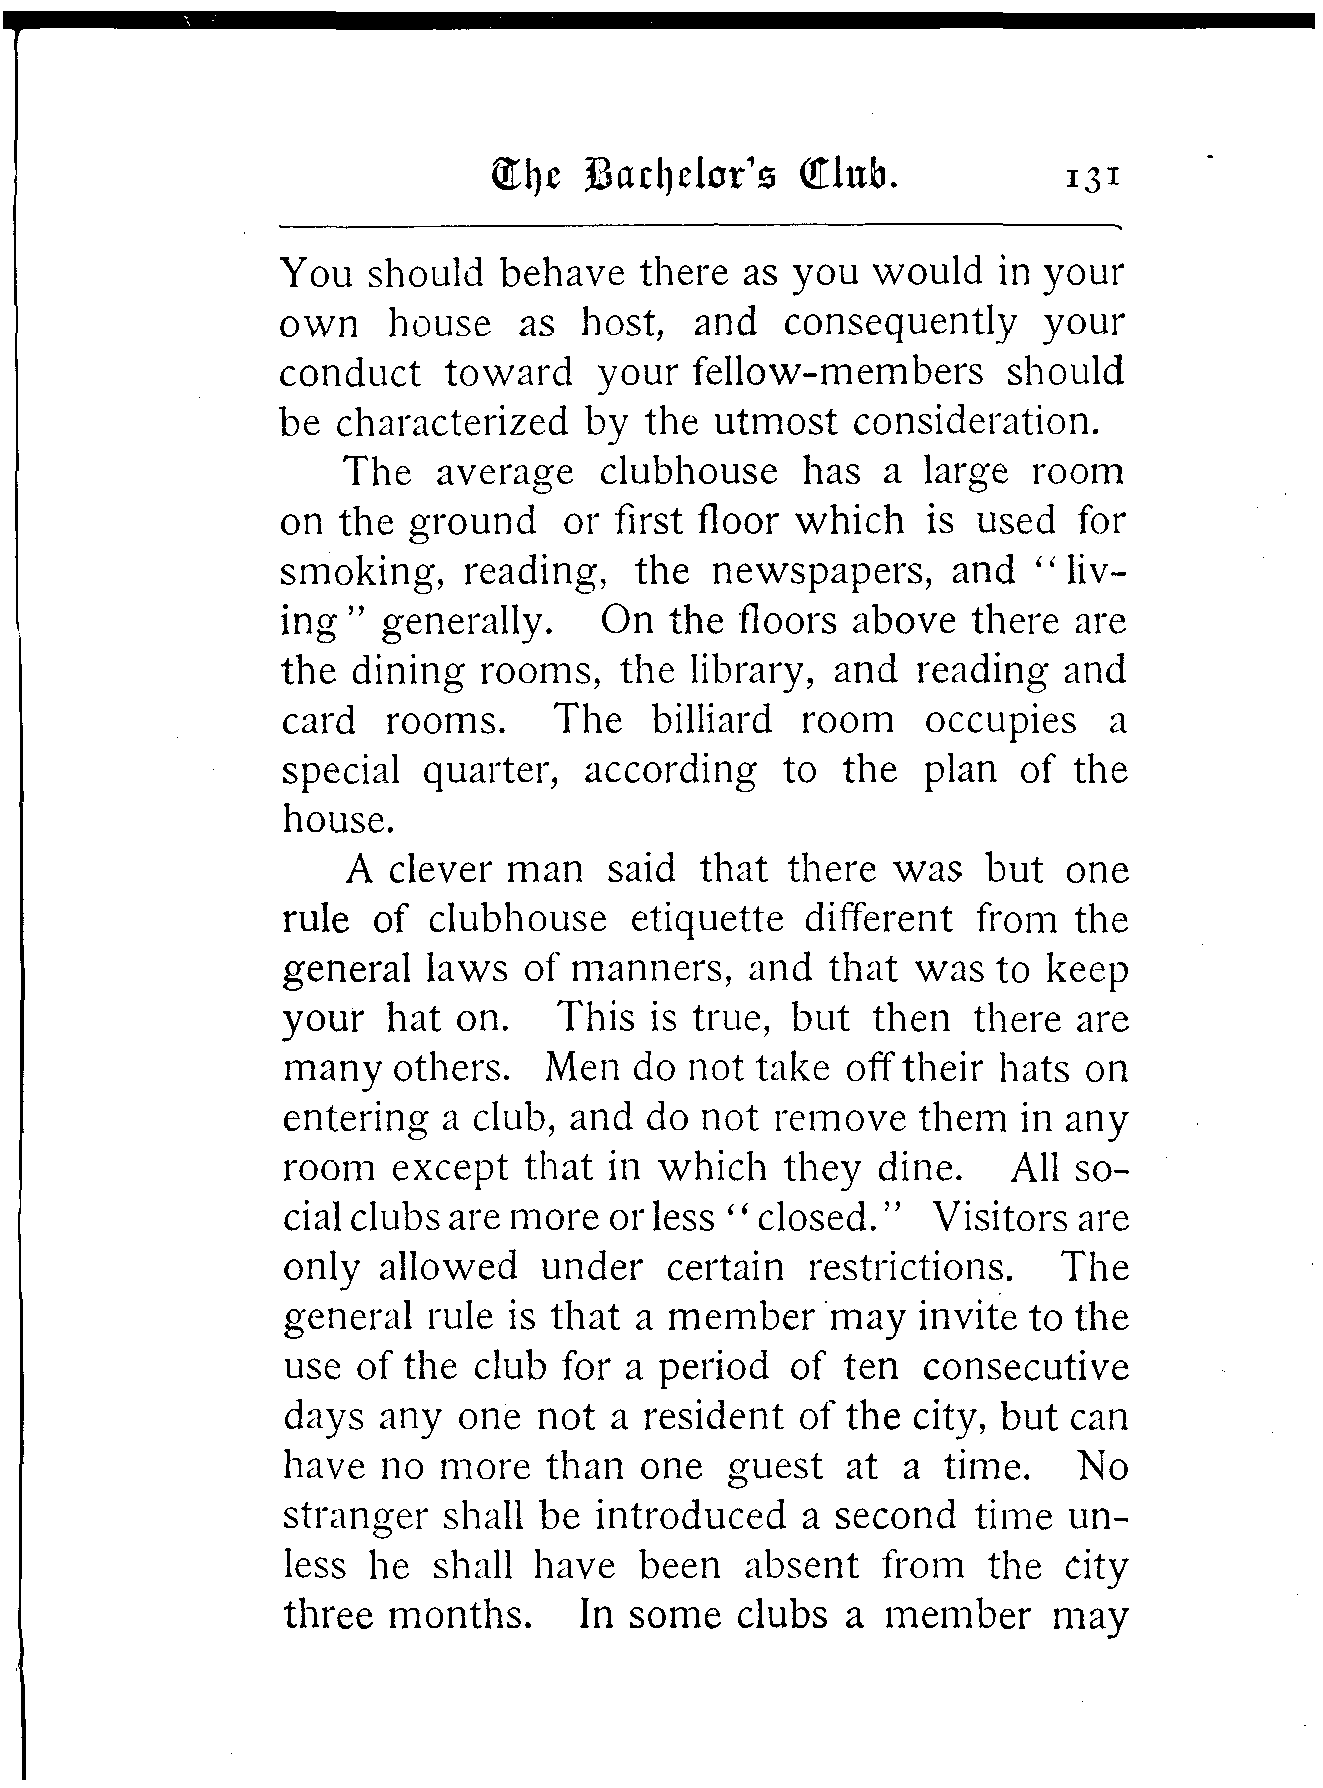 The Bachelor's Club. 131
You should behave there as you would in your
own house as host, and consequently your
conduct toward your fellow-members should
be characterized by the utmost consideration.
The average clubhouse has a large room
on the ground or first floor which is used for
smoking, reading, the newspapers, and “ liv-
ing ” generally. On the floors above there are
the dining rooms, the library, and reading and
card rooms. The billiard room occupies a
special quarter, according to the plan of the
house.
A clever man said that there was but one
rule of clubhouse etiquette different from the
general laws of manners, and that was to keep
your hat on. This is true, but then there are
many others. Men do not take off their hats on
entering a club, and do not remove them in any
room except that in which they dine. All so-
cial clubs are more or less “ closed.” Visitors are
only allowed under certain restrictions. The
general rule is that a member may invite to the
use of the club for a period of ten consecutive
days any one not a resident of the city, but can
have no more than one guest at a time. No
stranger shall be introduced a second time un-
less he shall have been absent from the city
three months. In some clubs a member may